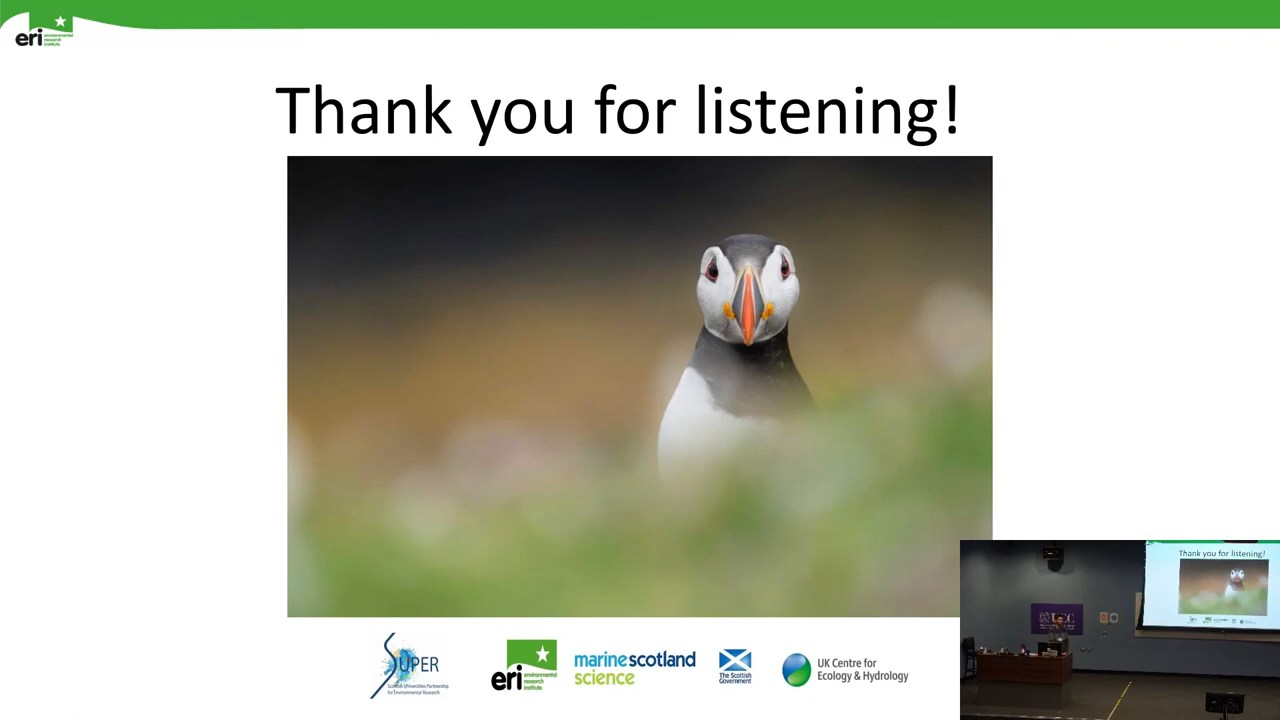 eri
environmental
research
institute
Thank you for listening!
SUPER
Scottish Universities Partnership
for Environmental Research
eri
environmental
research
institute
marinescotland
science
The Scottish
Government
UK Centre for
Ecology & Hydrology
Thank you for listening!
UCC